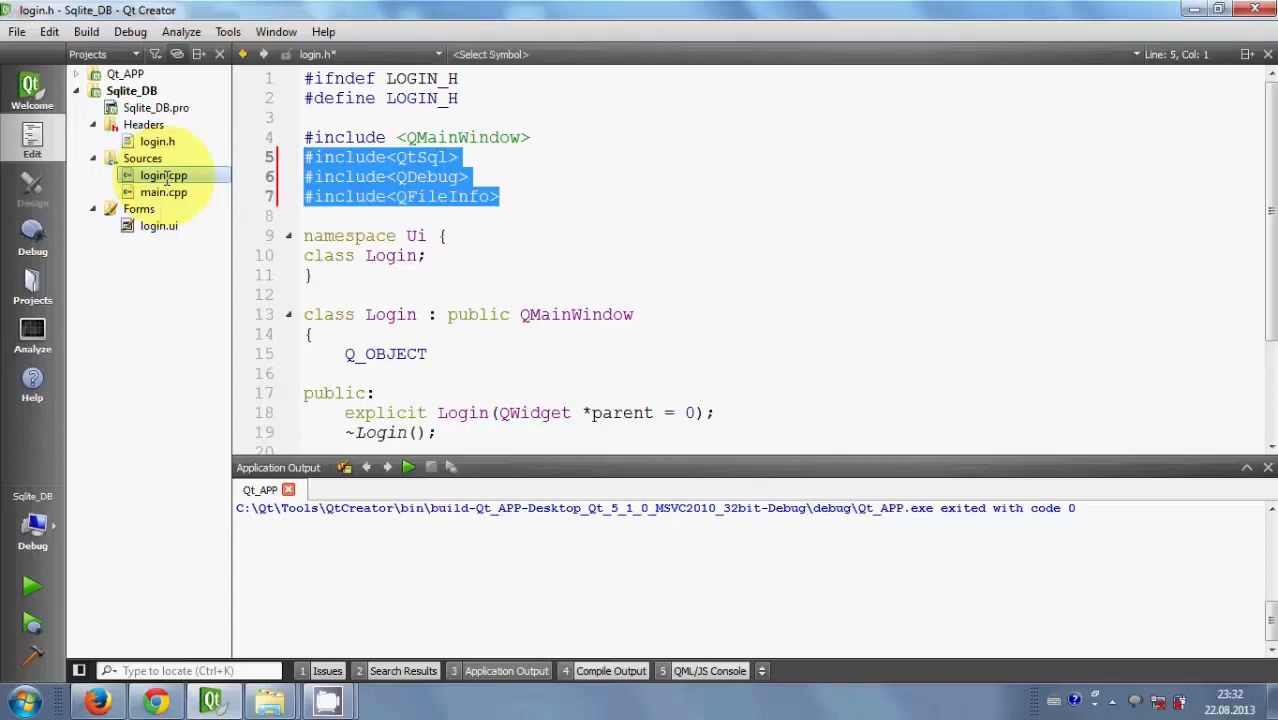 login.h - Sqlite_DB - Qt Creator
File Edit Build Debug Analyze Tools Window Help
Projects login.h* <Select Symbol> Line: 5, Col: 1
Welcome
Edit
Design
Debug
Projects
Analyze
Help
Sqlite_DB
Debug
Qt_APP
Sqlite_DB
Sqlite_DB.pro
Headers
login.h
Sources
login.cpp
main.cpp
Forms
login.ui
1 #ifndef LOGIN_H
2 #define LOGIN_H
3
4 #include <QMainWindow>
5 #include<QtSql>
6 #include<QDebug>
7 #include<QFileInfo>
8
9 namespace Ui {
10 class Login;
11 }
12
13 class Login : public QMainWindow
14 {
15 Q_OBJECT
16
17 public:
18 explicit Login(QWidget *parent = 0);
19 ~Login();
20
Application Output
Qt_APP
C:\Qt\Tools\QtCreator\bin\build-Qt_APP-Desktop_Qt_5_1_0_MSVC2010_32bit-Debug\debug\Qt_APP.exe exited with code 0
Type to locate (Ctrl+K) 1 Issues 2 Search Results 3 Application Output 4 Compile Output 5 QML/JS Console
23:32
22.08.2013